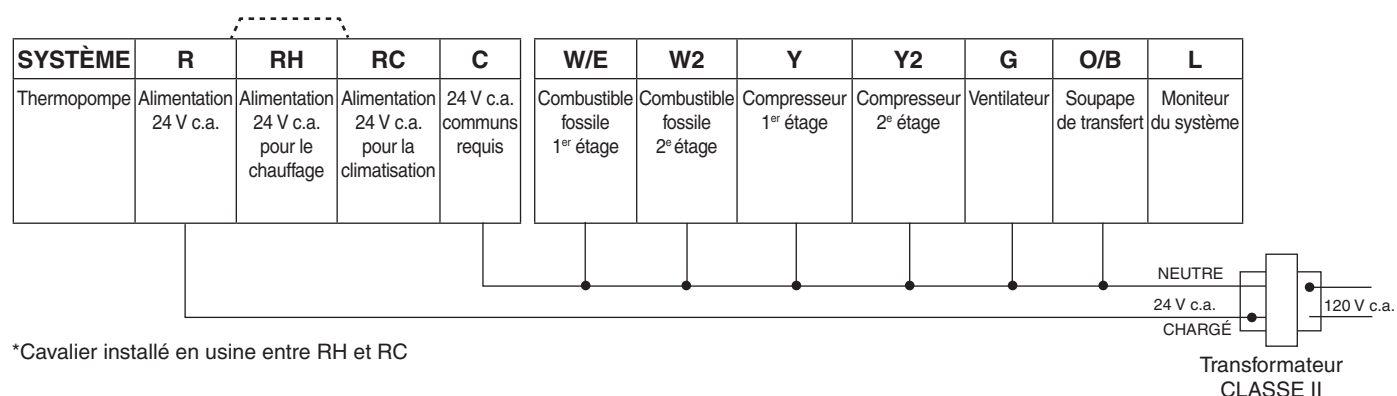 SYSTÈME R RH RC C W/E W2 Y Y2 G O/B L
Thermopompe Alimentation Alimentation Alimentation 24 V c.a. Combustible Combustible Compresseur Compresseur Ventilateur Soupape Moniteur
24 V c.a. 24 V c.a. 24 V c.a. communs fossile fossile 1er étage 2e étage de transfert du système
pour le pour la requis 1er étage 2e étage
chauffage climatisation
NEUTRE
24 V c.a. 120 V c.a.
CHARGÉ
*Cavalier installé en usine entre RH et RC
Transformateur
CLASSE II